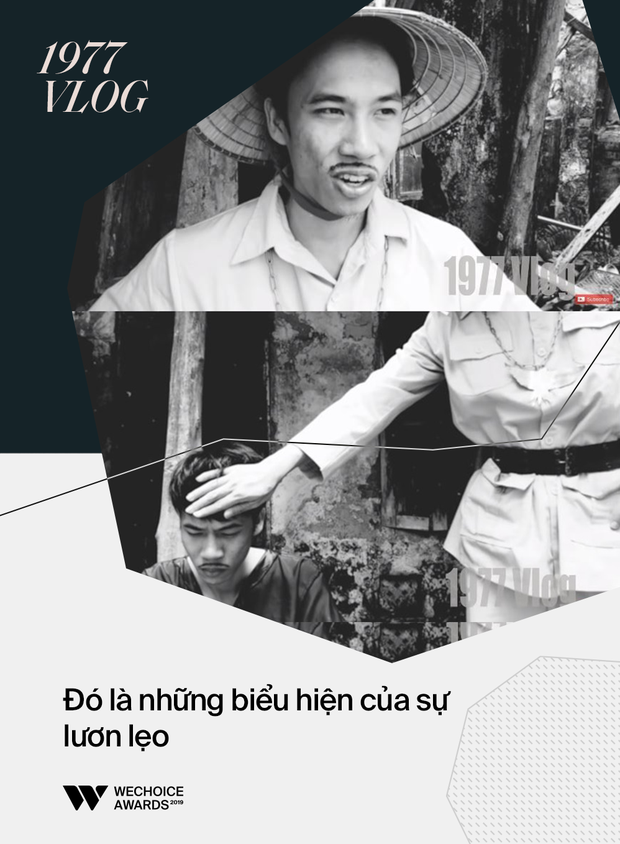 1977
VLOG
1977 Vlog
SUBSCRIBE
1977 Vlog
Đó là những biểu hiện của sự
lươn lẹo
WECHOICE
AWARDS 2019